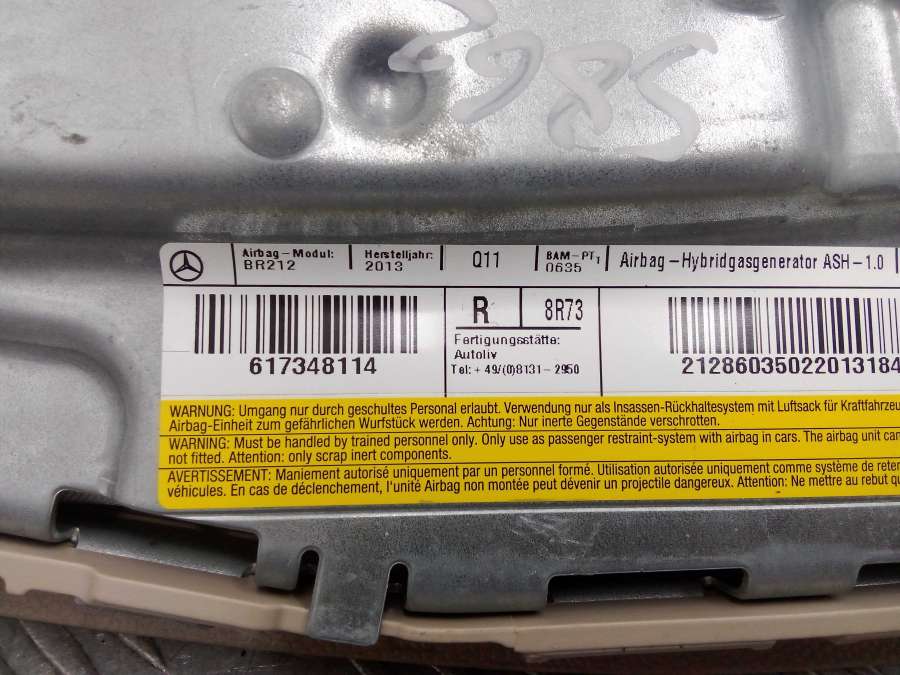 Airbag-Modul:
BR212
Herstelljahr:
2013
Q11
BAM-PT1
0635
Airbag-Hybridgasgenerator ASH-1.0
617348114
R
8R73
Fertigungsstätte:
Autoliv
Tel: +49/(0)8131-2950
21286035022013184
WARNUNG: Umgang nur durch geschultes Personal erlaubt. Verwendung nur als Insassen-Rückhaltesystem mit Luftsack für Kraftfahrzeu
Airbag-Einheit zum gefährlichen Wurfstück werden. Achtung: Nur inerte Gegenstände verschrotten.
WARNING: Must be handled by trained personnel only. Only use as passenger restraint-system with airbag in cars. The airbag unit can
not fitted. Attention: only scrap inert components.
AVERTISSEMENT: Maniement autorisé uniquement par un personnel formé. Utilisation autorisée uniquement comme système de reten
véhicules. En cas de déclenchement, l'unité Airbag non montée peut dévenir un projectile dangereux. Attention: Ne mettre au rebut qu